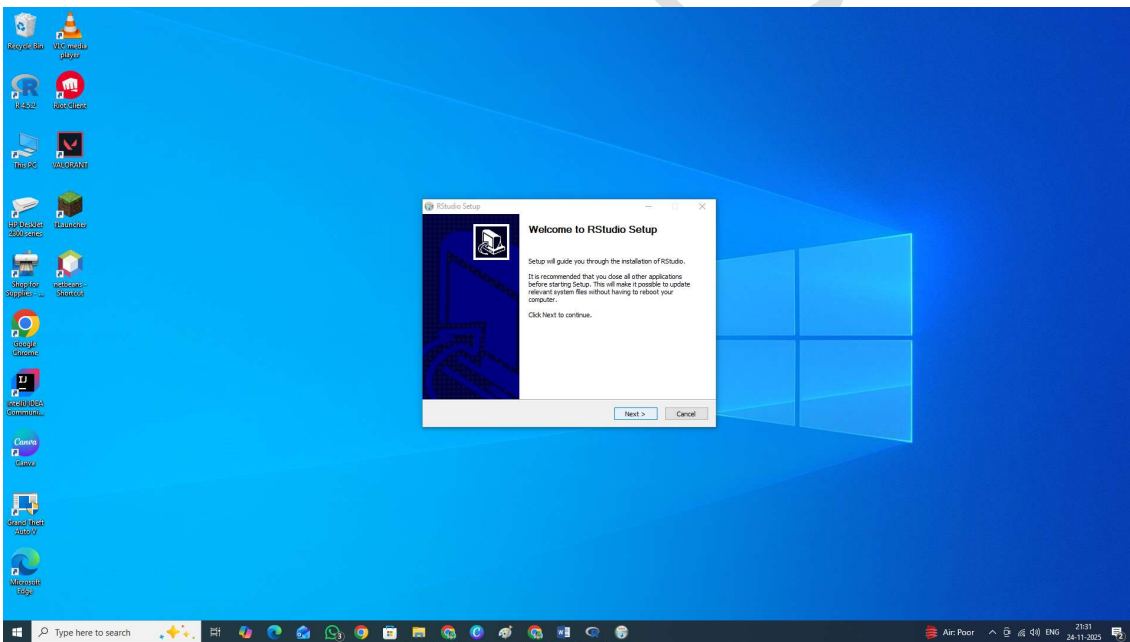 Recycle Bin
VLC media
player
R 4.5.2
Riot Client
This PC
VALORANT
HP DeskJet
2300 series
TLauncher
Shop for
Supplies - ...
netbeans -
Shortcut
Google
Chrome
IntelliJ IDEA
Communi...
Canva
Canva
Grand Theft
Auto V
Microsoft
Edge
RStudio Setup
Welcome to RStudio Setup
Setup will guide you through the installation of RStudio.
It is recommended that you close all other applications
before starting Setup. This will make it possible to update
relevant system files without having to reboot your
computer.
Click Next to continue.
Next >
Cancel
Type here to search
Air: Poor
ENG
21:31
24-11-2025